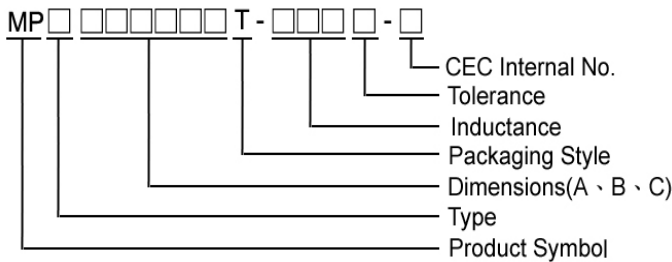 MP□ □□□□□□ T - □□□ □ - □
CEC Internal No.
Tolerance
Inductance
Packaging Style
Dimensions(A、B、C)
Type
Product Symbol